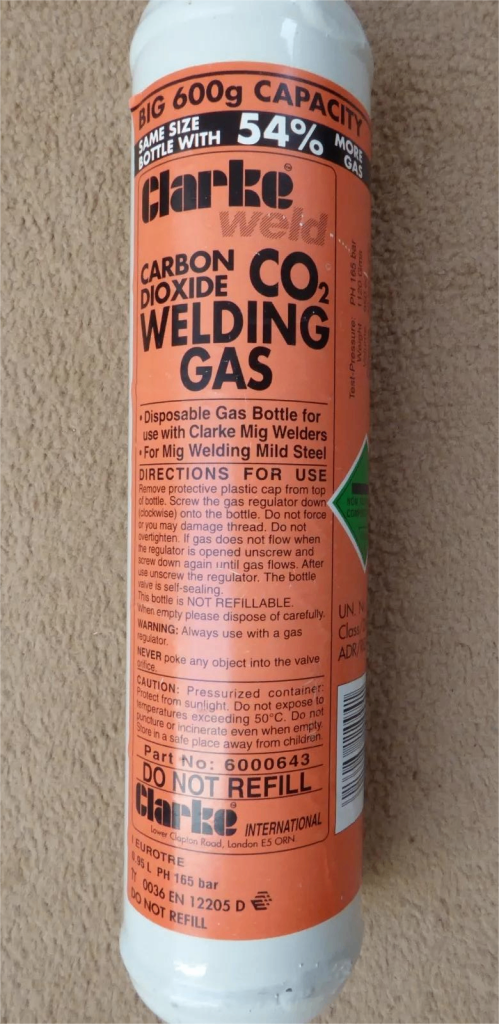 BIG 600g CAPACITY
SAME SIZE
BOTTLE WITH 54% MORE
GAS
Clarke
weld
CARBON
DIOXIDE CO₂
WELDING
GAS
• Disposable Gas Bottle for
use with Clarke Mig Welders
• For Mig Welding Mild Steel
DIRECTIONS FOR USE
Remove protective plastic cap from top
of bottle. Screw the gas regulator down
(clockwise) onto the bottle. Do not force
or you may damage thread. Do not
overtighten. If gas does not flow when
the regulator is opened unscrew and
screw down again until gas flows. After
use unscrew the regulator. The bottle
valve is self-sealing.
This bottle is NOT REFILLABLE.
When empty please dispose of carefully.
WARNING: Always use with a gas
regulator.
NEVER poke any object into the valve
orifice.
CAUTION: Pressurized container:
Protect from sunlight. Do not expose to
temperatures exceeding 50°C. Do not
puncture or incinerate even when empty.
Store in a safe place away from children.
Part No: 6000643
DO NOT REFILL
Clarke INTERNATIONAL
Lower Clapton Road, London E5 ORN.
EUROTRE
0.95 L PH 165 bar
TT 0036 EN 12205 D
DO NOT REFILL
Test-Pressure: PH 165 bar
Weight
UN
Class
ADR/